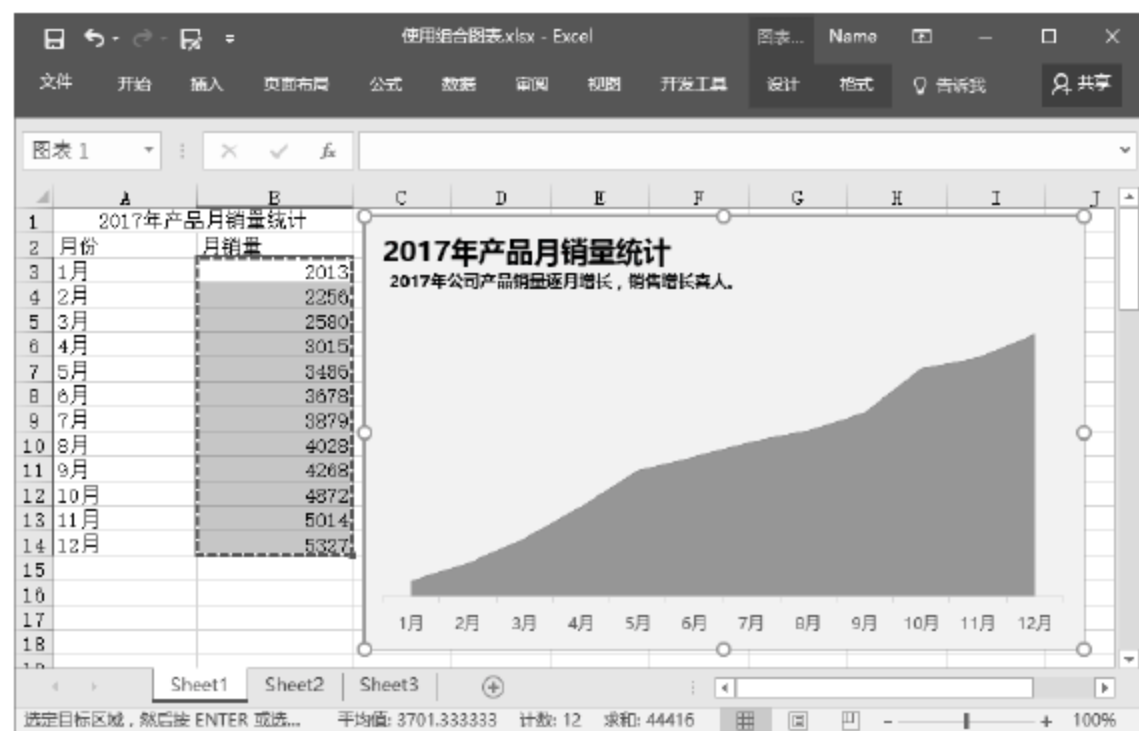 使用组合图表.xlsx - Excel 图表... Name
文件 开始 插入 页面布局 公式 数据 审阅 视图 开发工具 设计 格式 告诉我 共享
图表 1 fx
A B C D E F G H I J
1 2017年产品月销量统计
2 月份 月销量
3 1月 2013
4 2月 2256
5 3月 2580
6 4月 3015
7 5月 3486
8 6月 3678
9 7月 3879
10 8月 4028
11 9月 4268
12 10月 4872
13 11月 5014
14 12月 5327
15
16
17
18
2017年产品月销量统计
2017年公司产品销量逐月增长，销售增长喜人。
1月 2月 3月 4月 5月 6月 7月 8月 9月 10月 11月 12月
Sheet1 Sheet2 Sheet3
选定目标区域，然后按 ENTER 或选... 平均值: 3701.333333 计数: 12 求和: 44416 100%